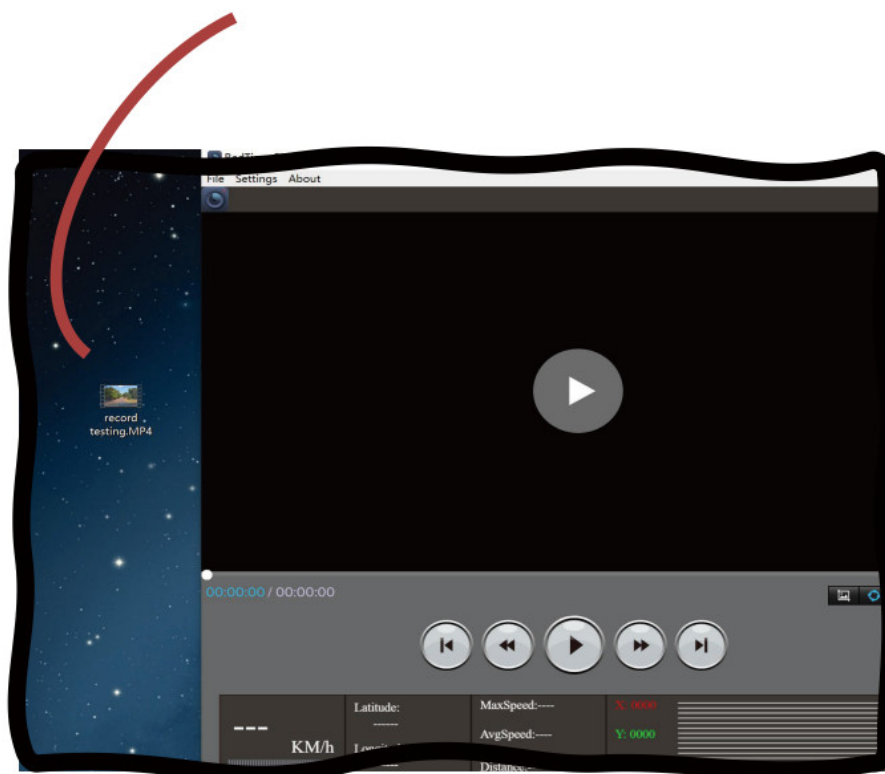 File Settings About
record
testing.MP4
00:00:00 / 00:00:00
Latitude:
------
MaxSpeed:----
X: 0000
---
KM/h
AvgSpeed:----
Y: 0000